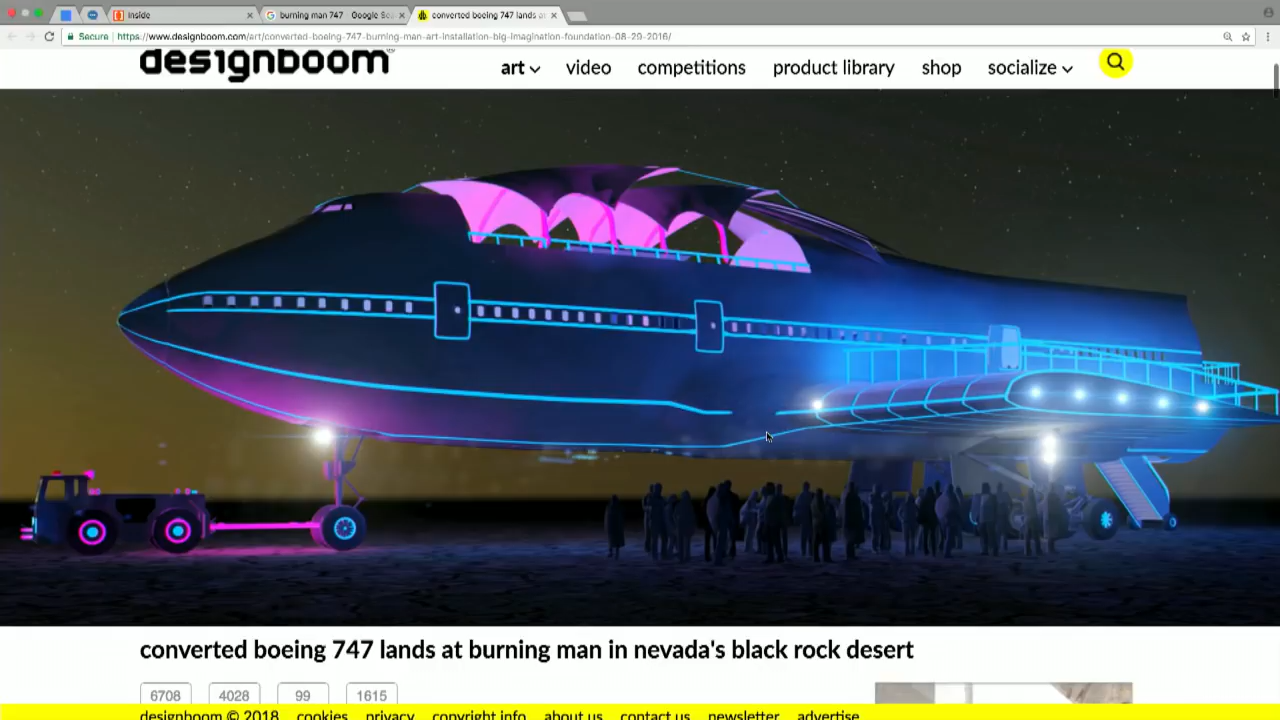 inside
burning man 747 Google Sea
converted boeing 747 lands at
Secure
https://www.designboom.com/art/converted-boeing-747-burning-man-art-installation-big-imagination-foundation-08-29-2016/
designboom
art
video
competitions
product library
shop
socialize
converted boeing 747 lands at burning man in nevada's black rock desert
6708
4028
99
1615
designboom © 2018 cookies privacy copyright info about us contact us newsletter advertise